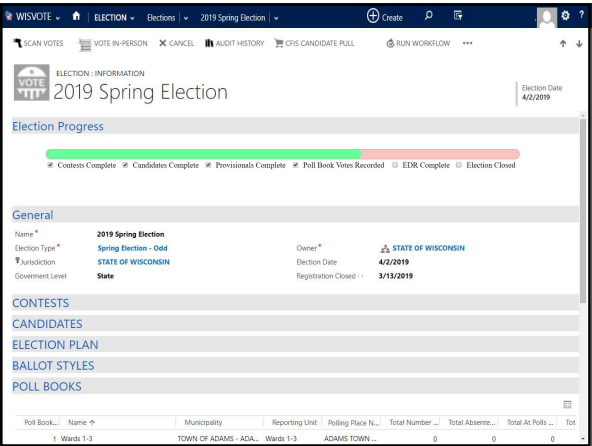 WISVOTE ELECTION Elections 2019 Spring Election Create ?
SCAN VOTES VOTE IN-PERSON CANCEL AUDIT HISTORY CFIS CANDIDATE PULL RUN WORKFLOW •••
VOTE
ELECTION : INFORMATION
2019 Spring Election
Election Date
4/2/2019
Election Progress
Contests Complete Candidates Complete Provisionals Complete Poll Book Votes Recorded EDR Complete Election Closed
General
Name * 2019 Spring Election
Election Type * Spring Election - Odd Owner * STATE OF WISCONSIN
Jurisdiction STATE OF WISCONSIN Election Date 4/2/2019
Goverment Level State Registration Closed 3/13/2019
CONTESTS
CANDIDATES
ELECTION PLAN
BALLOT STYLES
POLL BOOKS
Poll Book... Name Municipality Reporting Unit Polling Place N... Total Number ... Total Absente... Total At Polls ... Tot
1 Wards 1-3 TOWN OF ADAMS - ADA... Wards 1-3 ADAMS TOWN ... 0 0 0